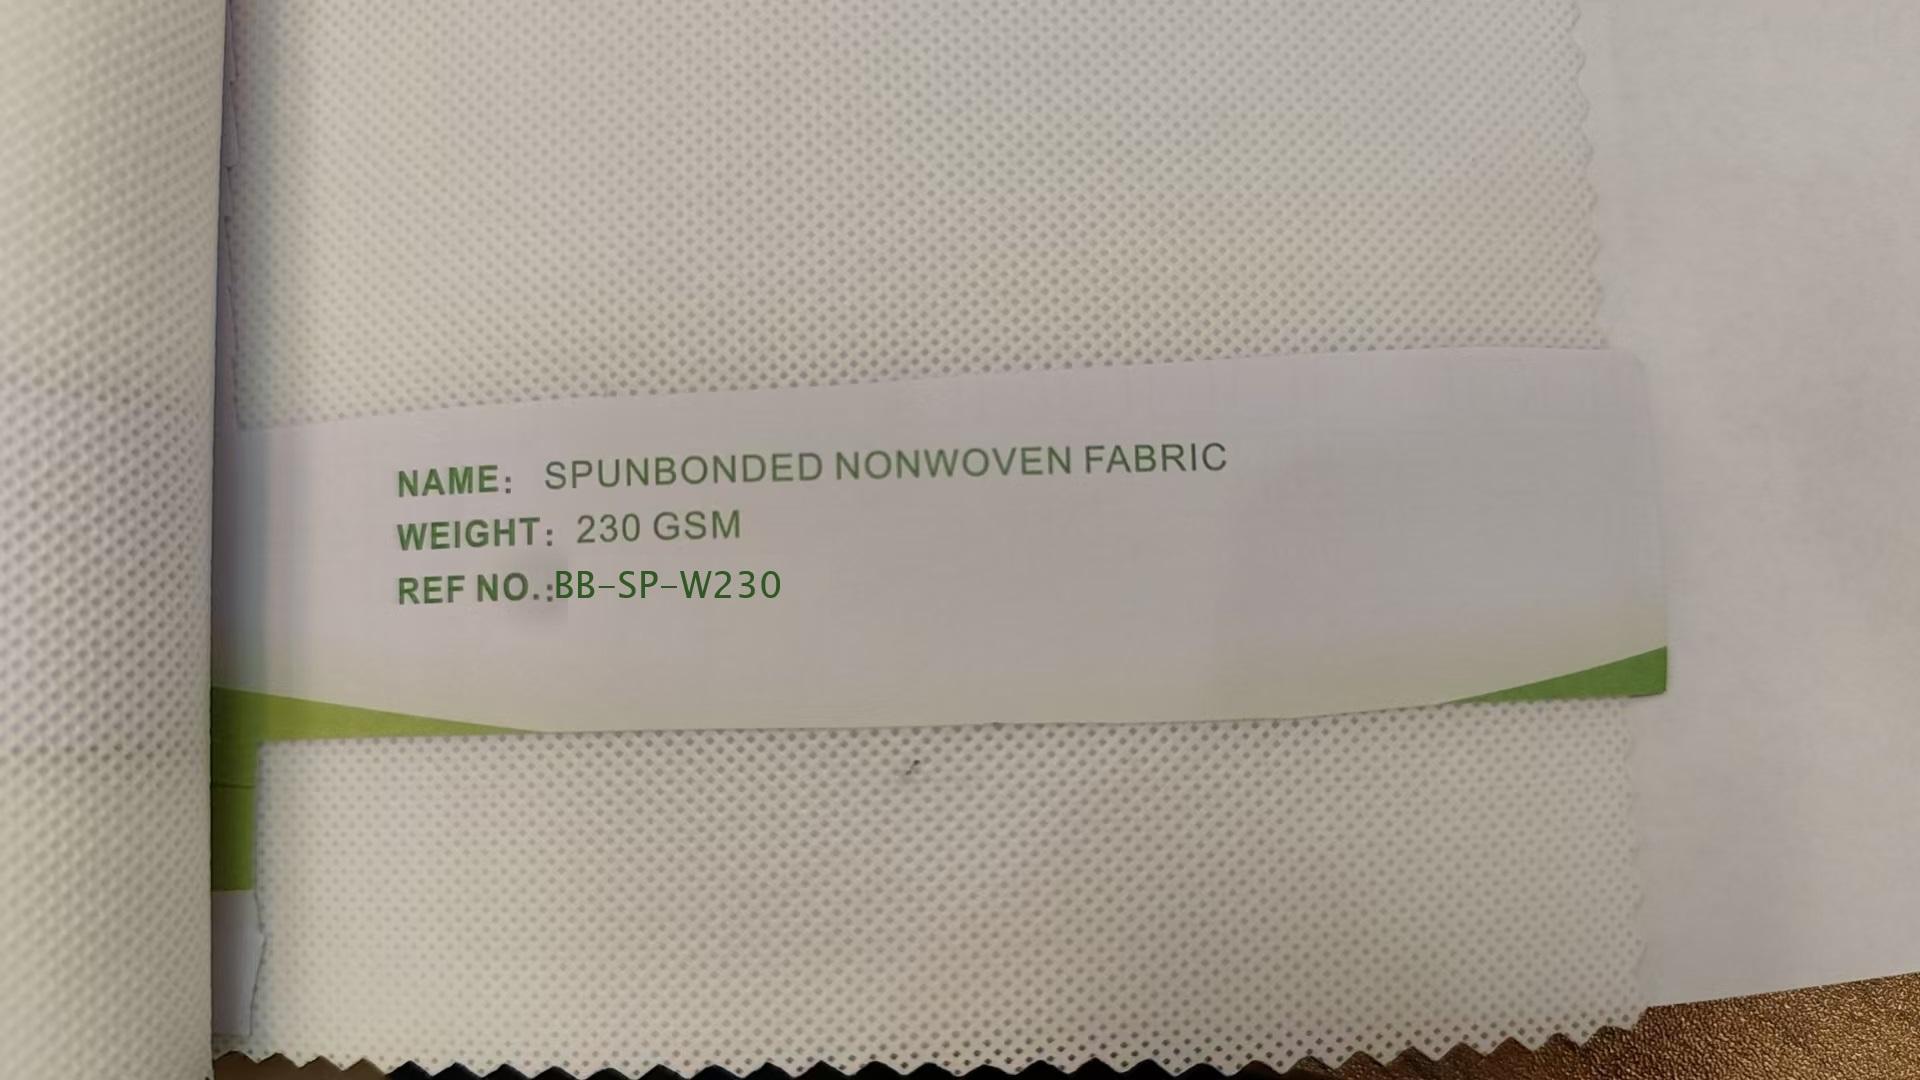 NAME： SPUNBONDED NONWOVEN FABRIC
WEIGHT： 230 GSM
REF NO.:BB-SP-W230